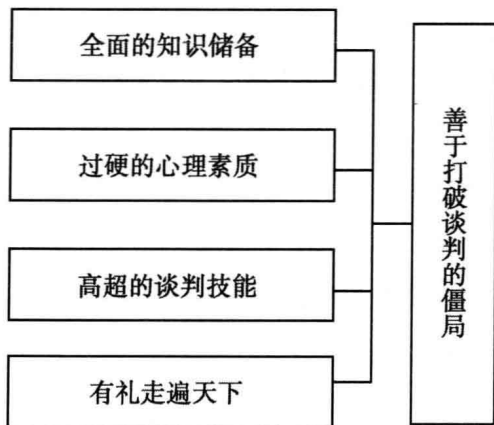 全面的知识储备
过硬的心理素质
高超的谈判技能
有礼走遍天下
善于打破谈判的僵局